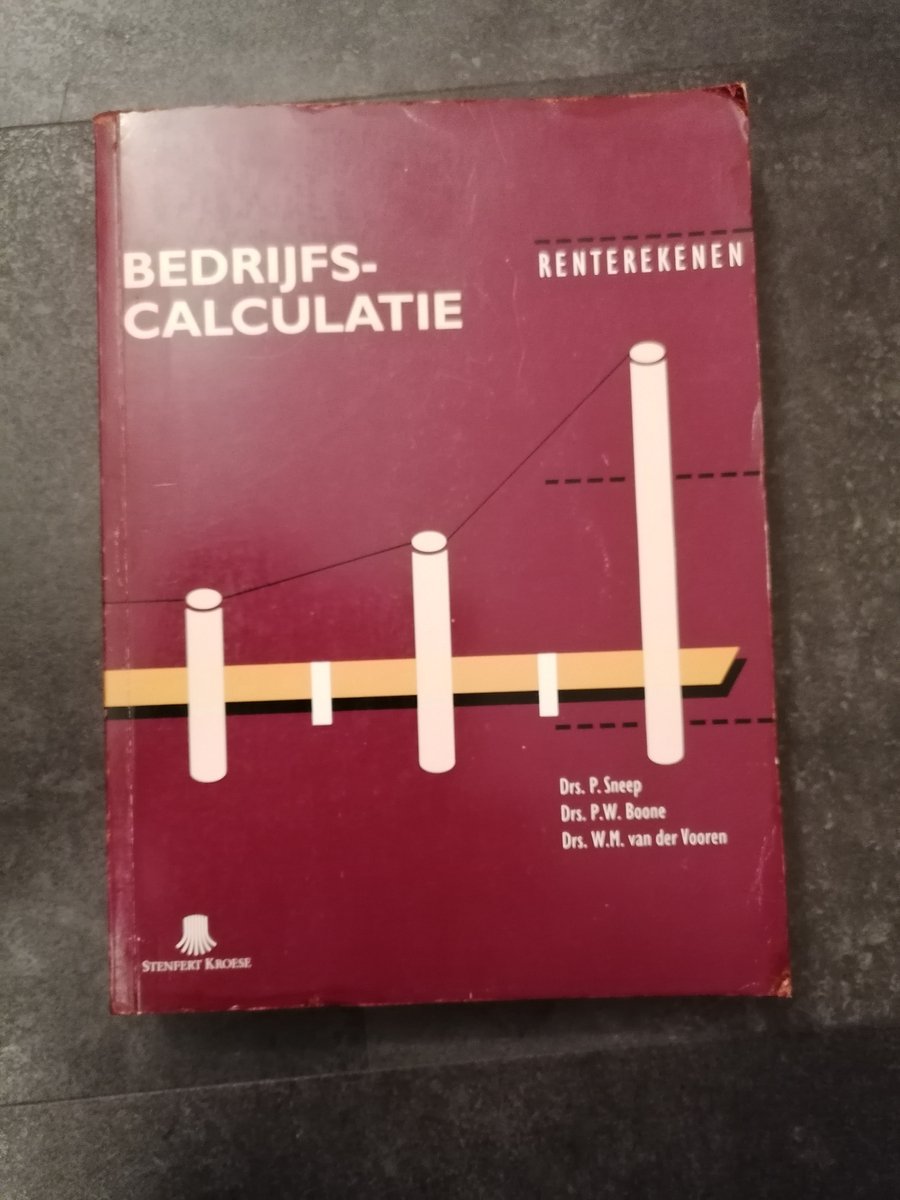 BEDRIJFS-
CALCULATIE
RENTEREKENEN
Drs. P. Sneep
Drs. P.W. Boone
Drs. W.M. van der Vooren
STENFERT KROESE